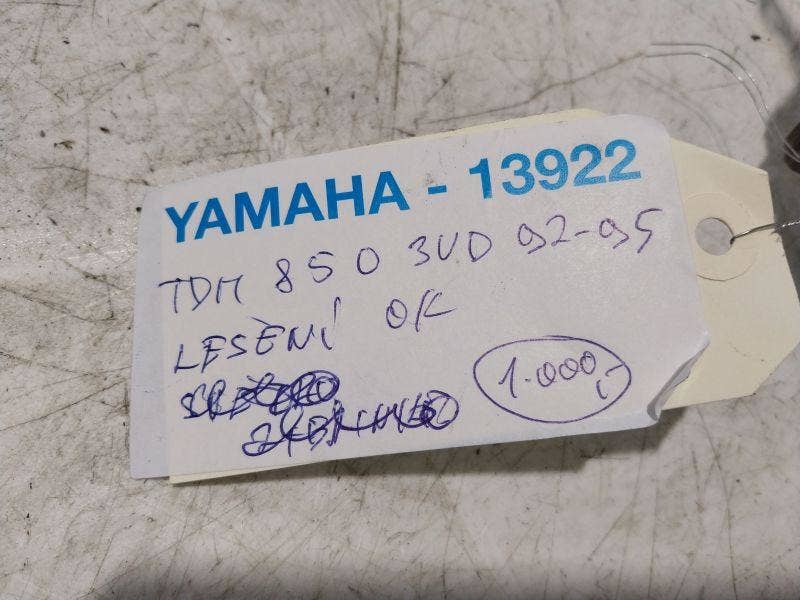 YAMAHA - 13922
TDM 850 3VD 92-95
LEŠENÍ OK
1.000,-